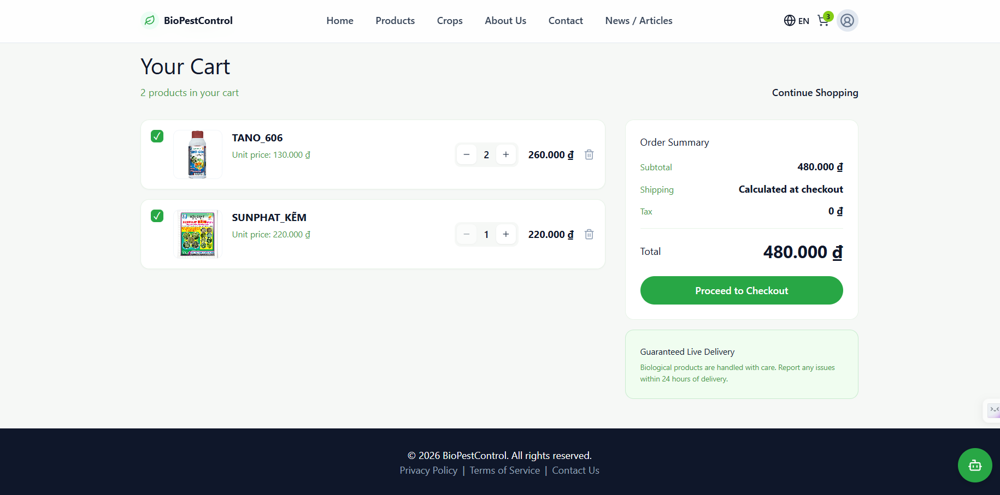 BioPestControl
Home
Products
Crops
About Us
Contact
News / Articles
EN
3
Your Cart
2 products in your cart
Continue Shopping
TANO_606
Unit price: 130.000 ₫
− 2 +
260.000 ₫
SUNPHAT_KẼM
Unit price: 220.000 ₫
− 1 +
220.000 ₫
Order Summary
Subtotal 480.000 ₫
Shipping Calculated at checkout
Tax 0 ₫
Total 480.000 ₫
Proceed to Checkout
Guaranteed Live Delivery
Biological products are handled with care. Report any issues
within 24 hours of delivery.
© 2026 BioPestControl. All rights reserved.
Privacy Policy | Terms of Service | Contact Us